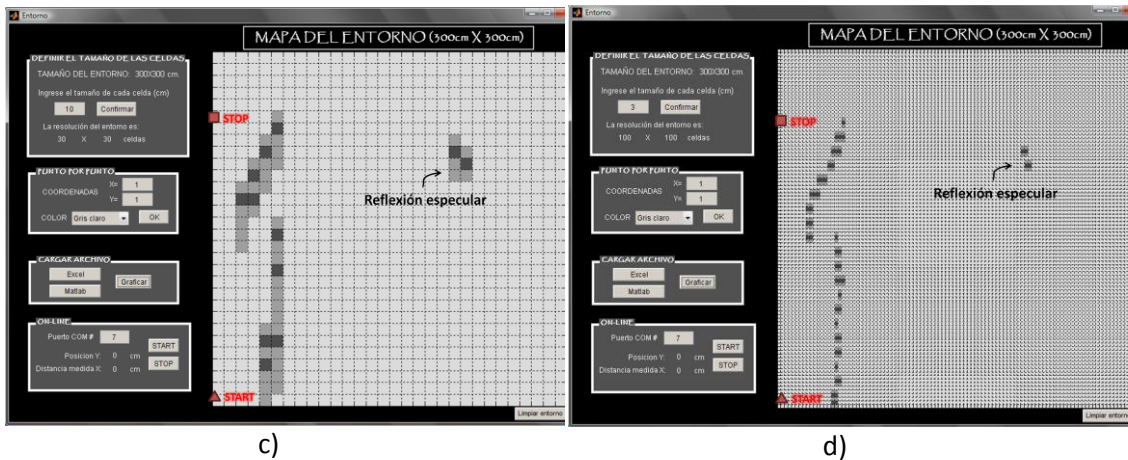 Entorno
MAPA DEL ENTORNO (300cm X 300cm)
DEFINIR EL TAMAÑO DE LAS CELDAS
TAMAÑO DEL ENTORNO: 300X300 cm.
Ingrese el tamaño de cada celda (cm)
10 Confirmar
La resolución del entorno es:
30 X 30 celdas
PUNTO POR PUNTO
X= 1
COORDENADAS
Y= 1
COLOR Gris claro OK
CARGAR ARCHIVO
Excel
Graficar
Matlab
ON-LINE
Puerto COM # 7
START
Posicion Y: 0 cm
STOP
Distancia medida X: 0 cm
STOP
Reflexión especular
START
Limpiar entorno
c)
Entorno
MAPA DEL ENTORNO (300cm X 300cm)
DEFINIR EL TAMAÑO DE LAS CELDAS
TAMAÑO DEL ENTORNO: 300X300 cm.
Ingrese el tamaño de cada celda (cm)
3 Confirmar
La resolución del entorno es:
100 X 100 celdas
PUNTO POR PUNTO
X= 1
COORDENADAS
Y= 1
COLOR Gris claro OK
CARGAR ARCHIVO
Excel
Graficar
Matlab
ON-LINE
Puerto COM # 7
START
Posicion Y: 0 cm
STOP
Distancia medida X: 0 cm
STOP
Reflexión especular
START
Limpiar entorno
d)